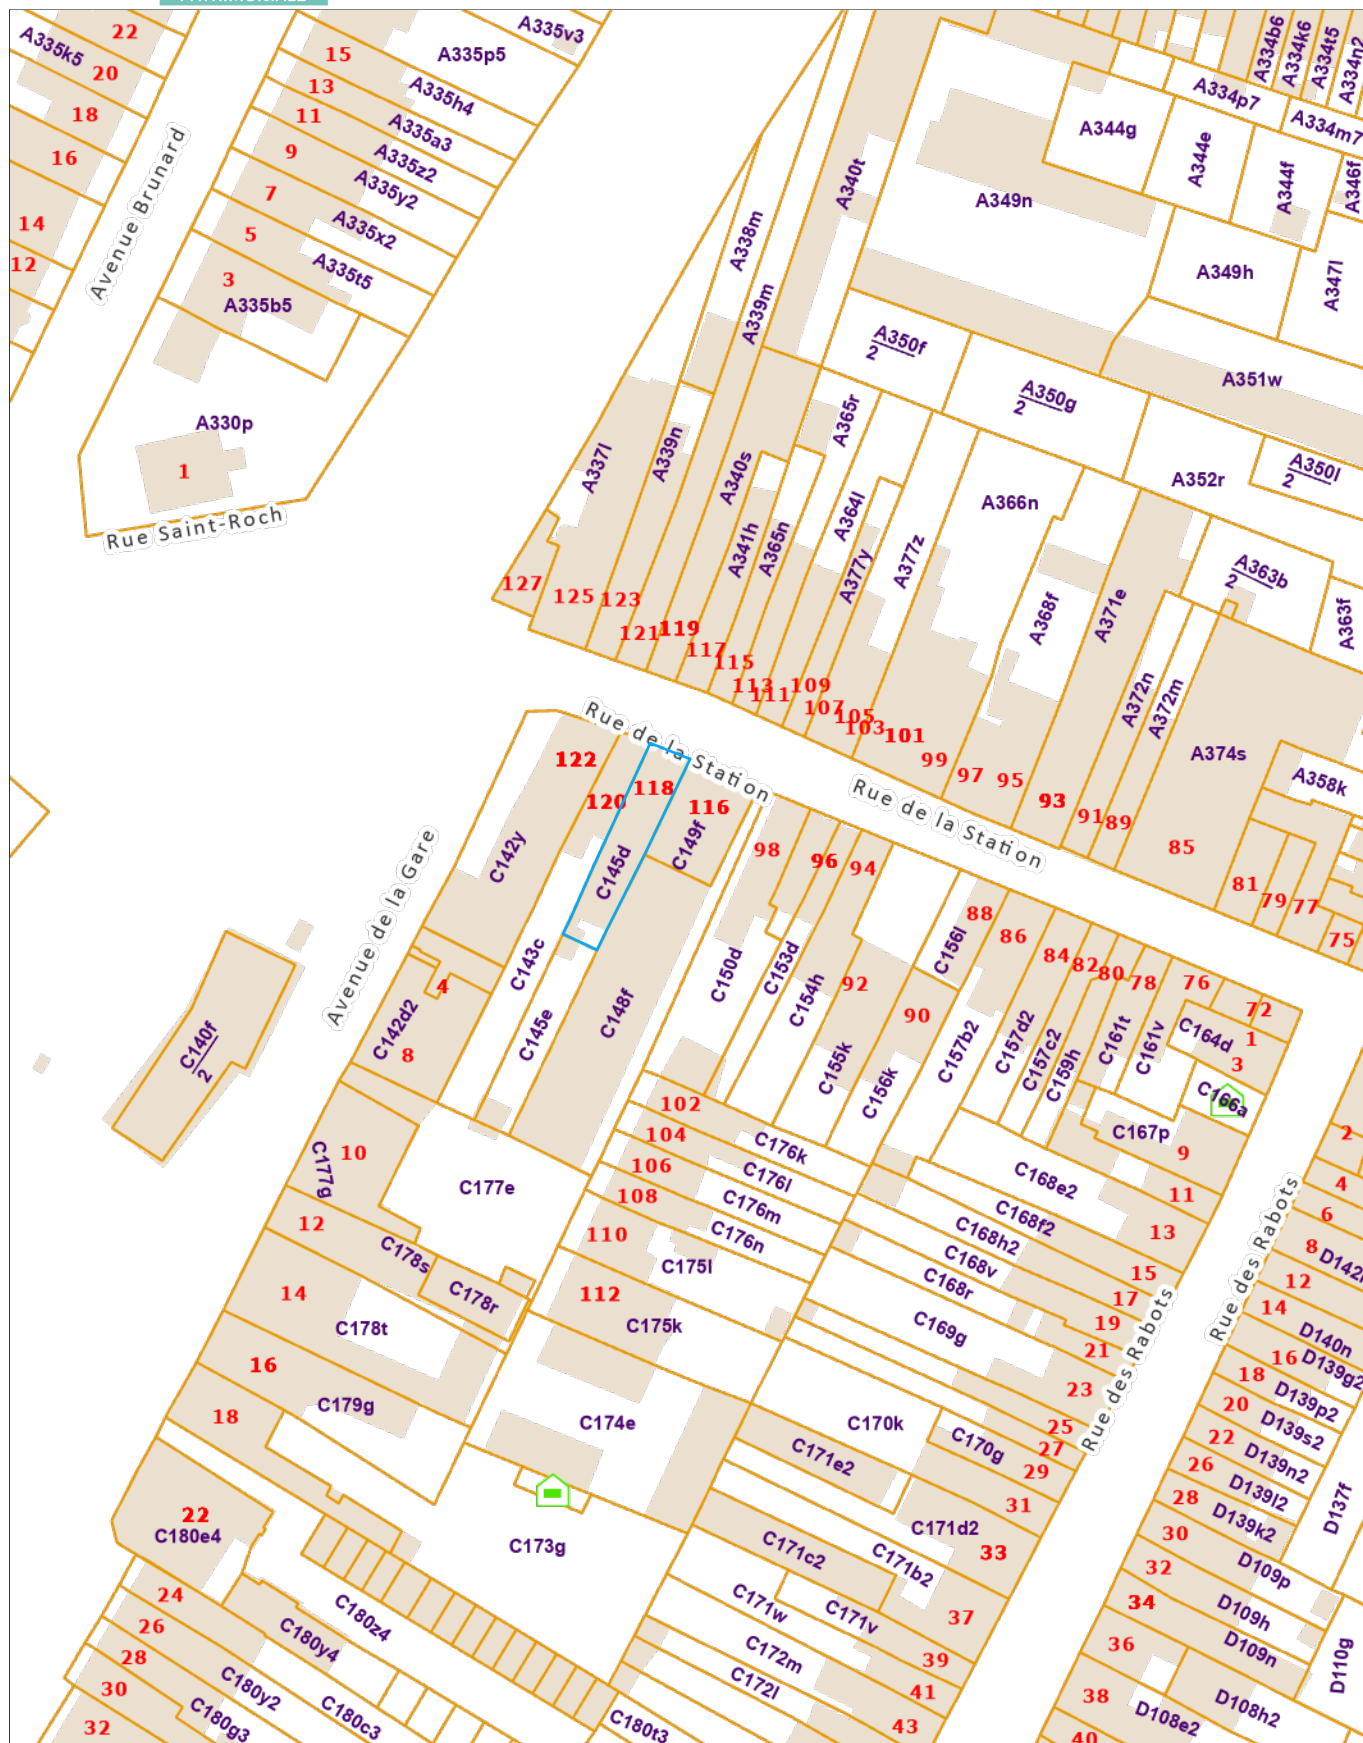 22
A335k5
20
18
16
14
12
Avenue Brunard
15
13
11
9
7
5
3
A335v3
A335p5
A335h4
A335a3
A335z2
A335y2
A335x2
A335t5
A335b5
A330p
1
Rue Saint-Roch
A334b6
A334k6
A334t5
A334n2
A334p7
A334m7
A344g
A344e
A344f
A346f
A340t
A349n
A338m
A339m
A349h
A347l
A350f
2
A350g
2
A351w
A365r
A350l
2
A352r
A337l
A339n
A340s
A366n
A364l
A341h
A365n
A377y
A377z
A363b
2
A363f
A368f
A371e
A372n
A372m
127
125
123
121
119
117
115
113
111
109
107
105
103
101
99
97
95
93
91
89
85
81
79
77
75
A374s
A358k
Rue de la Station
Rue de la Station
122
120
118
116
98
96
94
92
90
88
86
84
82
80
78
76
72
C142y
C145d
C149f
C143c
C145e
C148f
C150d
C153d
C154h
C155k
C156k
C156l
C157b2
C157d2
C157c2
C159h
C161t
C161v
C164d
1
3
C166a
C167p
9
11
13
15
17
19
21
23
25
27
29
31
33
37
39
41
43
Avenue de la Gare
C140f
2
C142d2
4
8
10
C177g
C177e
12
C178s
C178r
14
C178t
16
C179g
18
22
C180e4
24
26
28
30
32
C180z4
C180y4
C180y2
C180c3
C180g3
C180t3
102
104
106
108
110
112
C176k
C176l
C176m
C176n
C175l
C175k
C174e
C173g
C168e2
C168f2
C168h2
C168v
C168r
C169g
C170k
C170g
C171e2
C171d2
C171c2
C171b2
C171w
C171v
C172m
C172l
Rue des Rabots
Rue des Rabots
2
4
6
8
12
14
16
18
20
22
26
28
30
32
34
36
38
40
D140n
D139g2
D139p2
D139s2
D139n2
D139l2
D139k2
D137f
D109p
D109h
D109n
D110g
D108h2
D108e2